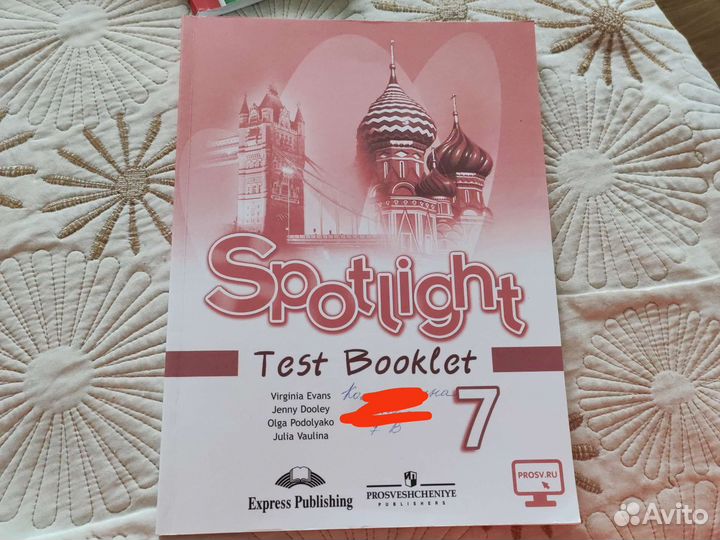 Spotlight
Test Booklet
Virginia Evans
Jenny Dooley
Olga Podolyako
Julia Vaulina
7
7 В
Express Publishing
PROSVESHCHENIYE
PUBLISHERS
PROSV.RU
Avito